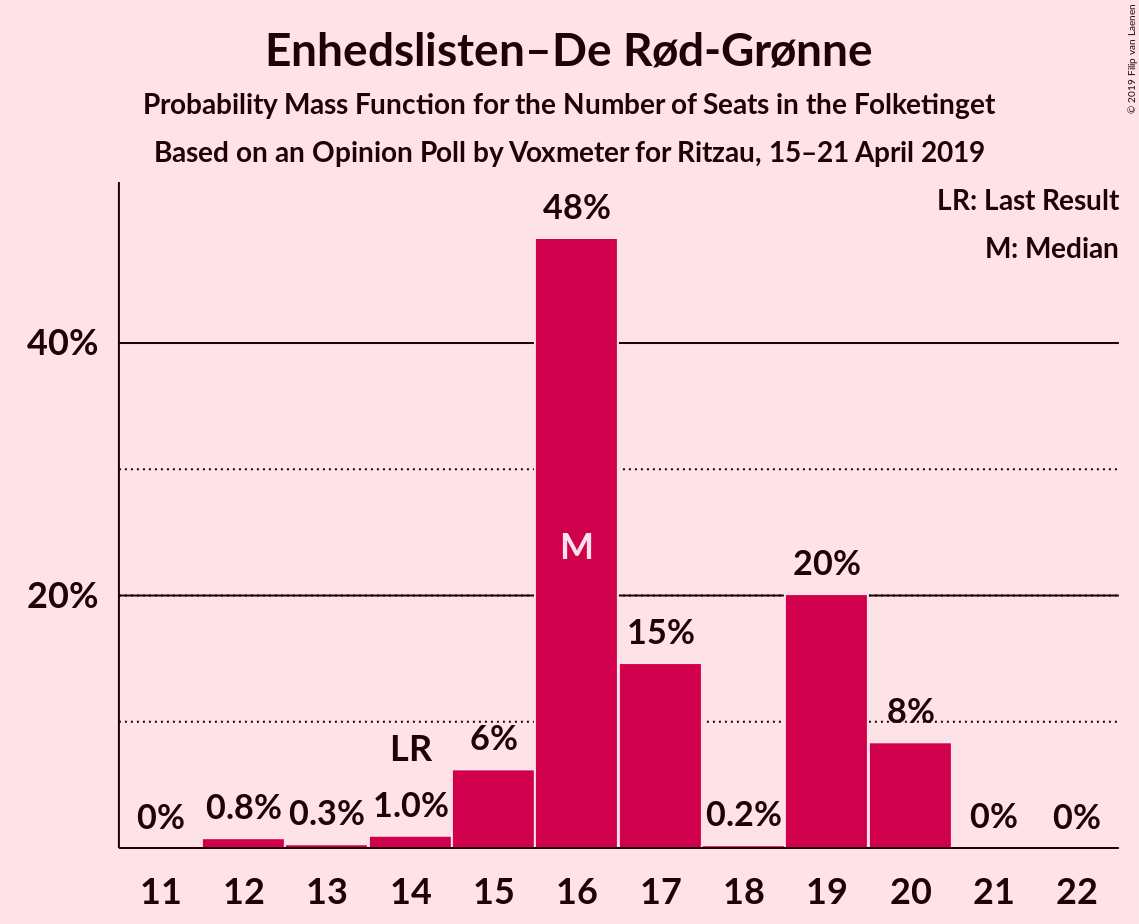 Enhedslisten–De Rød-Grønne
Probability Mass Function for the Number of Seats in the Folketinget
Based on an Opinion Poll by Voxmeter for Ritzau, 15–21 April 2019
© 2019 Filip van Laenen
LR: Last Result
M: Median
48%
40%
M
20%
20%
15%
8%
6%
LR
0% 0.8% 0.3% 1.0% 0.2% 0% 0%
11 12 13 14 15 16 17 18 19 20 21 22